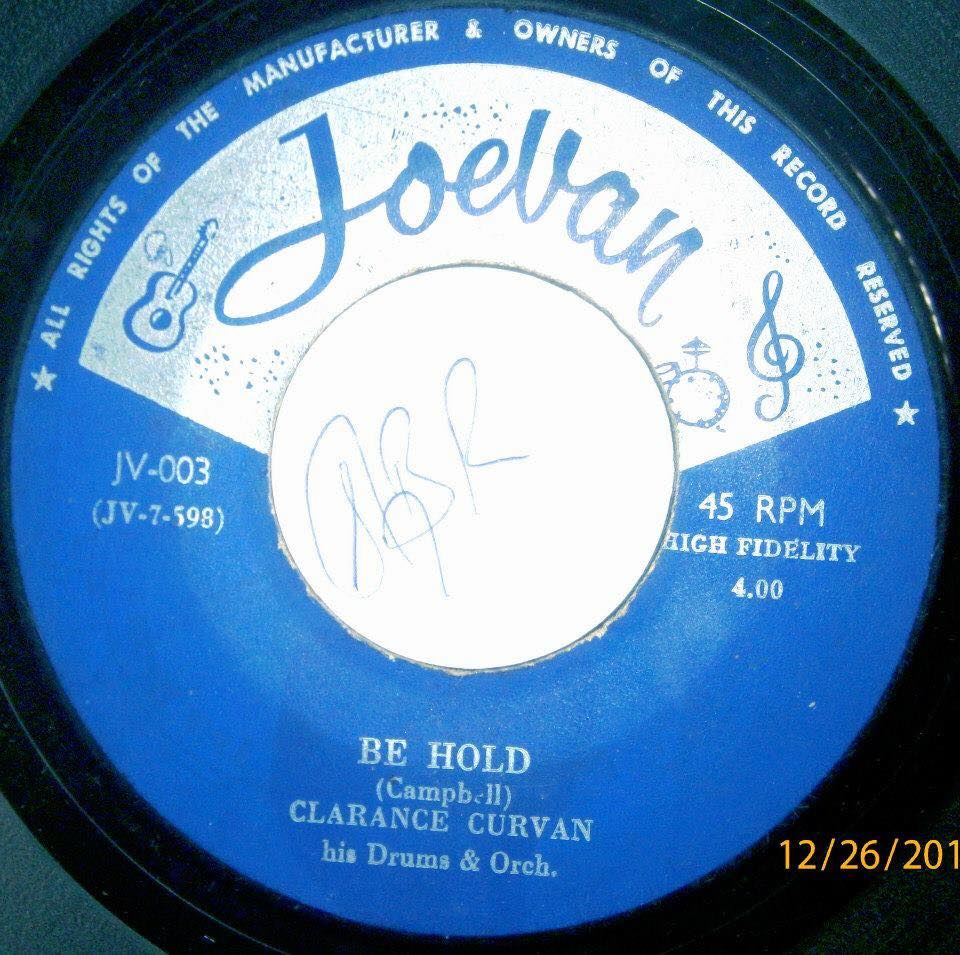 ★ ALL RIGHTS OF THE MANUFACTURER & OWNERS OF THIS RECORD RESERVED ★
Joevan
JV-003
(JV-7-598)
45 RPM
HIGH FIDELITY
4.00
BE HOLD
(Campbell)
CLARANCE CURVAN
his Drums & Orch.
12/26/201